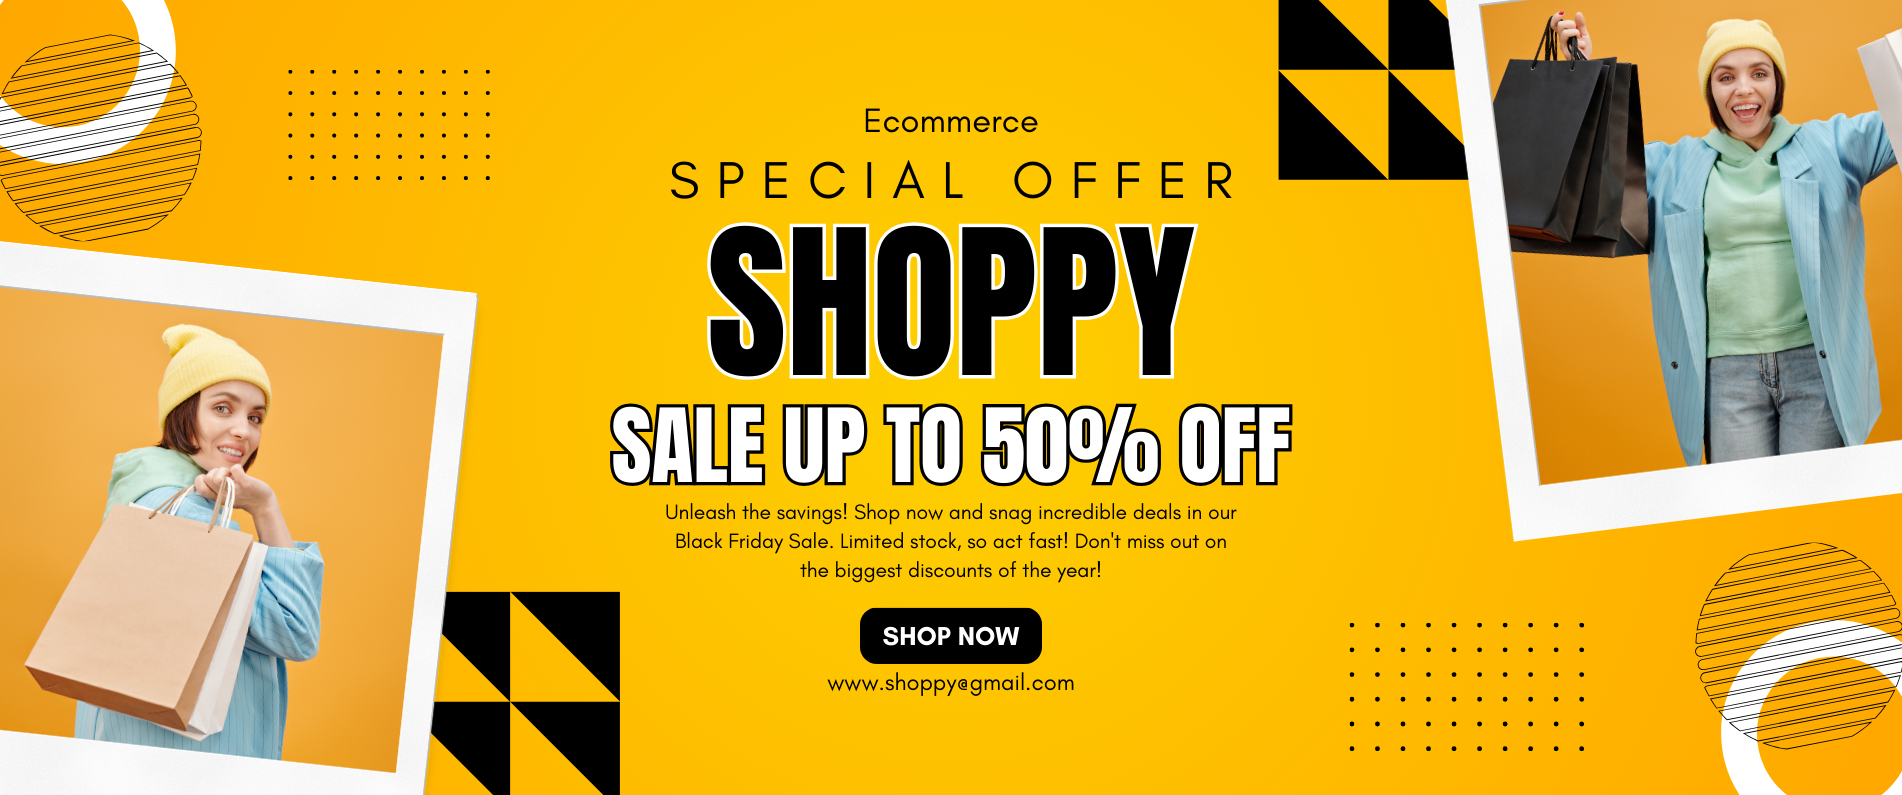 Ecommerce
SPECIAL OFFER
SHOPPY
SALE UP TO 50% OFF
Unleash the savings! Shop now and snag incredible deals in our
Black Friday Sale. Limited stock, so act fast! Don't miss out on
the biggest discounts of the year!
SHOP NOW
www.shoppy@gmail.com